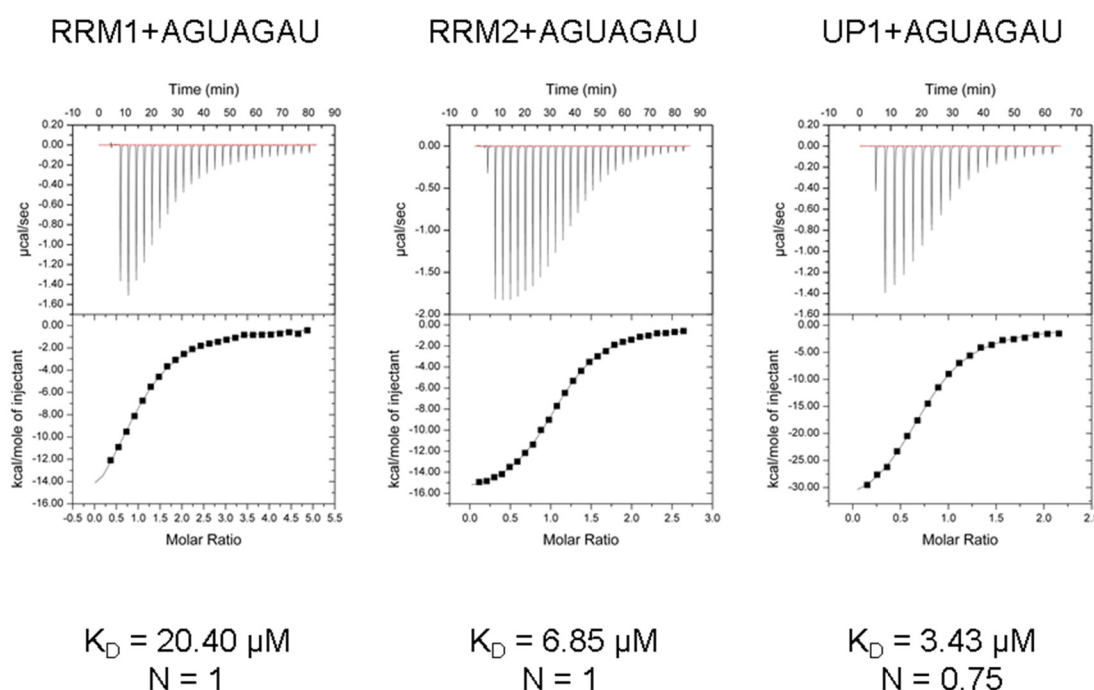 RRM1+AGUAGAU RRM2+AGUAGAU UP1+AGUAGAU
Time (min) Time (min) Time (min)
-10 0 10 20 30 40 50 60 70 80 90 -10 0 10 20 30 40 50 60 70 80 90 -10 0 10 20 30 40 50 60 70
0.20
0.00
-0.20
-0.40
-0.60
-0.80
-1.00
-1.20
-1.40
-1.60
µcal/sec
0.00
-2.00
-4.00
-6.00
-8.00
-10.00
-12.00
-14.00
-16.00
kcal/mole of injectant
-0.5 0.0 0.5 1.0 1.5 2.0 2.5 3.0 3.5 4.0 4.5 5.0 5.5
Molar Ratio
0.00
-0.50
-1.00
-1.50
-2.00
µcal/sec
0.00
-2.00
-4.00
-6.00
-8.00
-10.00
-12.00
-14.00
-16.00
kcal/mole of injectant
0.0 0.5 1.0 1.5 2.0 2.5 3.0
Molar Ratio
0.20
0.00
-0.20
-0.40
-0.60
-0.80
-1.00
-1.20
-1.40
-1.60
µcal/sec
0.00
-5.00
-10.00
-15.00
-20.00
-25.00
-30.00
kcal/mole of injectant
0.0 0.5 1.0 1.5 2.0
Molar Ratio
K_D = 20.40 µM K_D = 6.85 µM K_D = 3.43 µM
N = 1 N = 1 N = 0.75